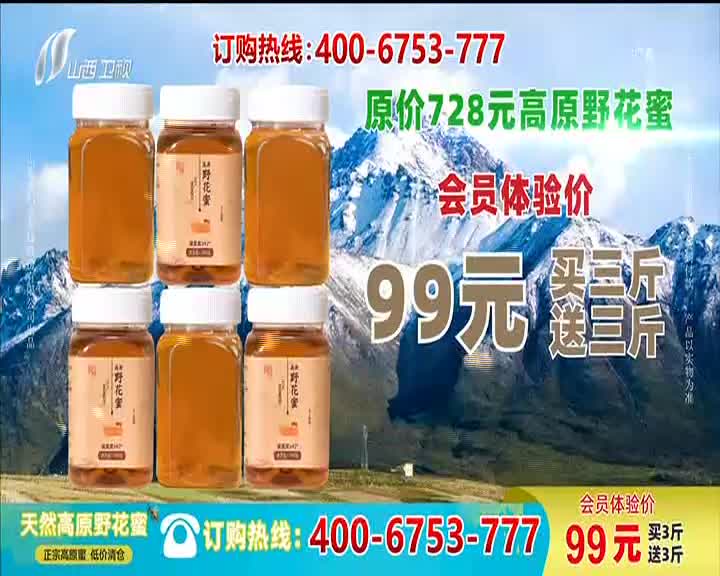 订购热线:400-6753-777
山西卫视
原价728元高原野花蜜
会员体验价
99元
买三斤
送三斤
野花蜜
野花蜜
野花蜜
产品以实物为准
天然高原野花蜜
正宗高原蜜 低价清仓
订购热线:400-6753-777
会员体验价
99元
买3斤
送3斤